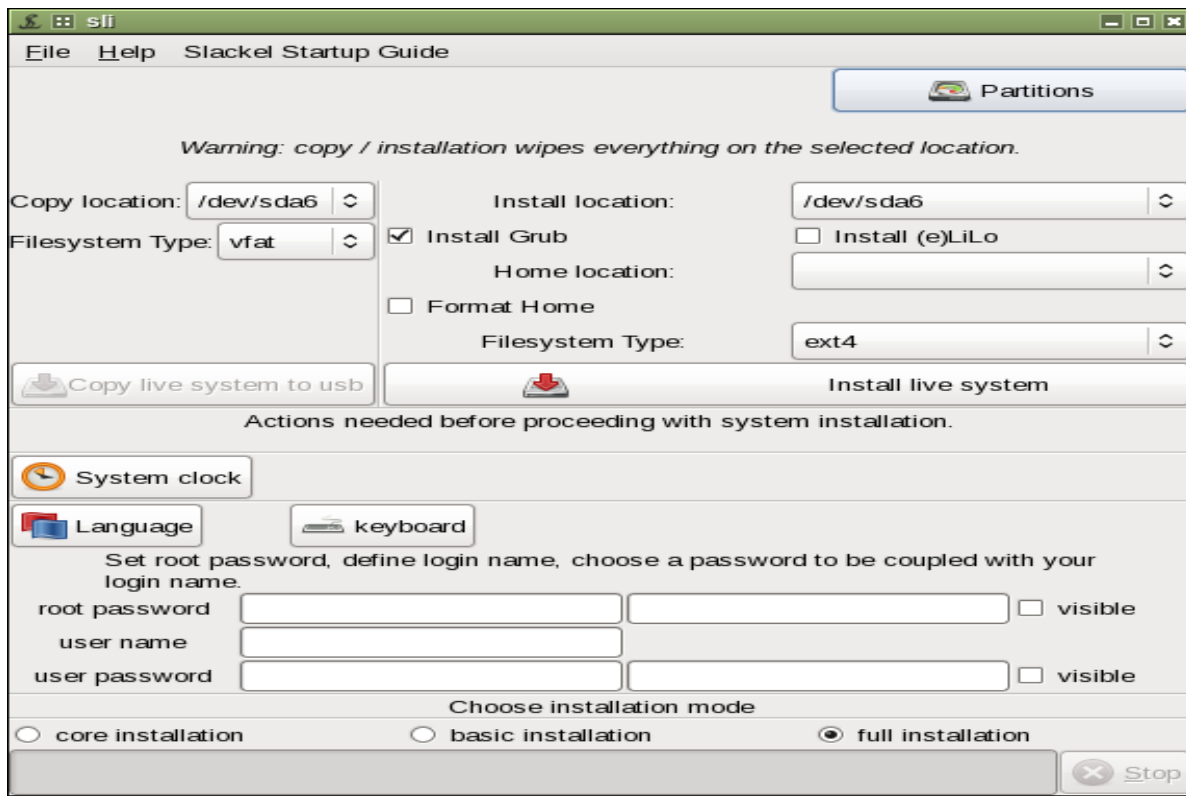 sli
File Help Slackel Startup Guide
Partitions
Warning: copy / installation wipes everything on the selected location.
Copy location: /dev/sda6
Filesystem Type: vfat
Install location: /dev/sda6
Install Grub Install (e)LiLo
Home location:
Format Home
Filesystem Type: ext4
Copy live system to usb
Install live system
Actions needed before proceeding with system installation.
System clock
Language keyboard
Set root password, define login name, choose a password to be coupled with your
login name.
root password visible
user name
user password visible
Choose installation mode
core installation basic installation full installation
Stop